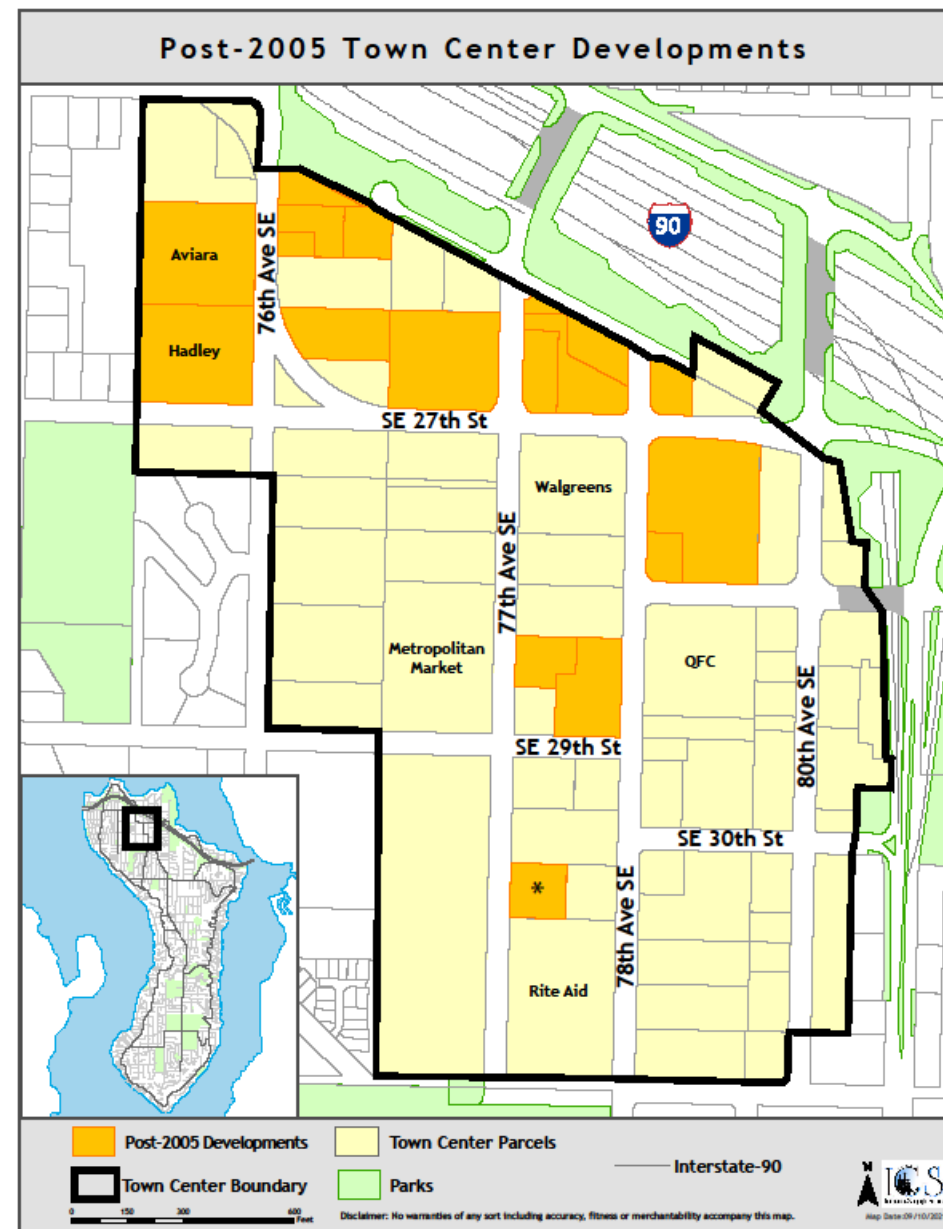 Post-2005 Town Center Developments
90
Aviara
76th Ave SE
Hadley
SE 27th St
Walgreens
77th Ave SE
Metropolitan
Market
QFC
80th Ave SE
SE 29th St
SE 30th St
*
78th Ave SE
Rite Aid
Post-2005 Developments
Town Center Parcels
Interstate-90
Town Center Boundary
Parks
N
0 150 300 600
Feet
Disclaimer: No warranties of any sort including accuracy, fitness or merchantability accompany this map.